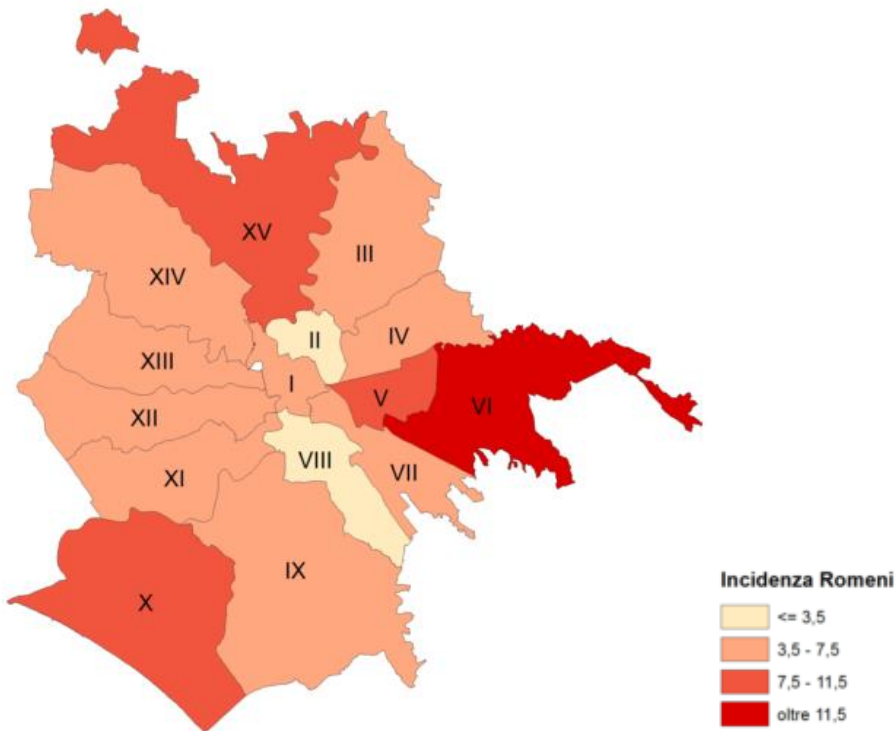 XV
III
XIV
II
IV
XIII
I
V
VI
XII
VIII
VII
XI
IX
X
Incidenza Romeni
<= 3,5
3,5 - 7,5
7,5 - 11,5
oltre 11,5